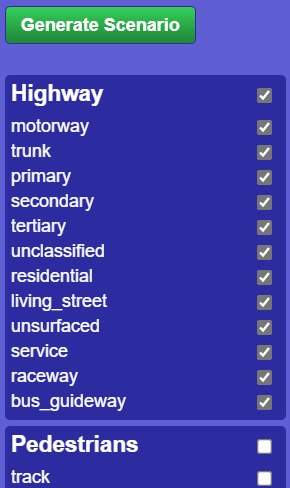 Generate Scenario
Highway
motorway
trunk
primary
secondary
tertiary
unclassified
residential
living_street
unsurfaced
service
raceway
bus_guideway
Pedestrians
track